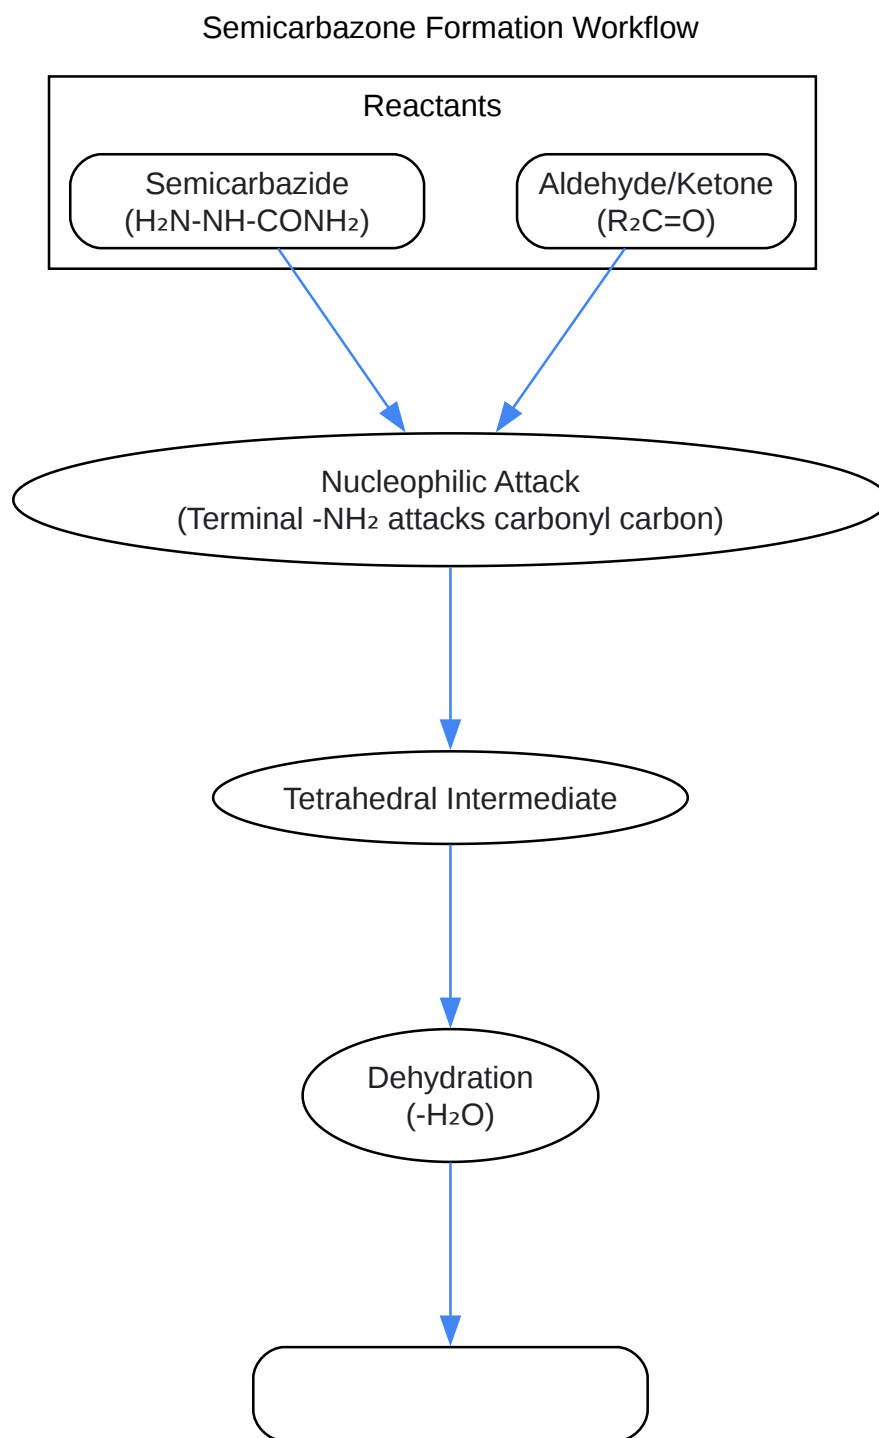 Semicarbazone Formation Workflow
Reactants
Semicarbazide
(H₂N-NH-CONH₂)
Aldehyde/Ketone
(R₂C=O)
Nucleophilic Attack
(Terminal -NH₂ attacks carbonyl carbon)
Tetrahedral Intermediate
Dehydration
(-H₂O)